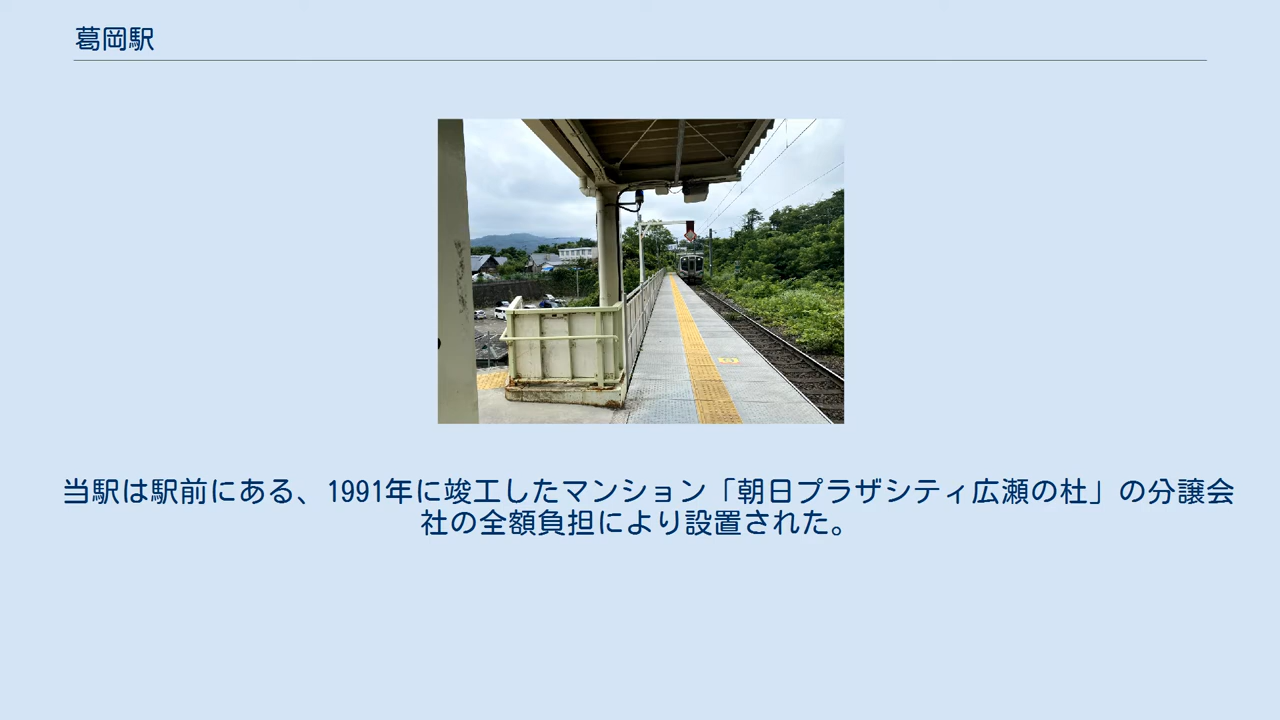 葛岡駅
当駅は駅前にある、1991年に竣工したマンション「朝日プラザシティ広瀬の杜」の分譲会
社の全額負担により設置された。